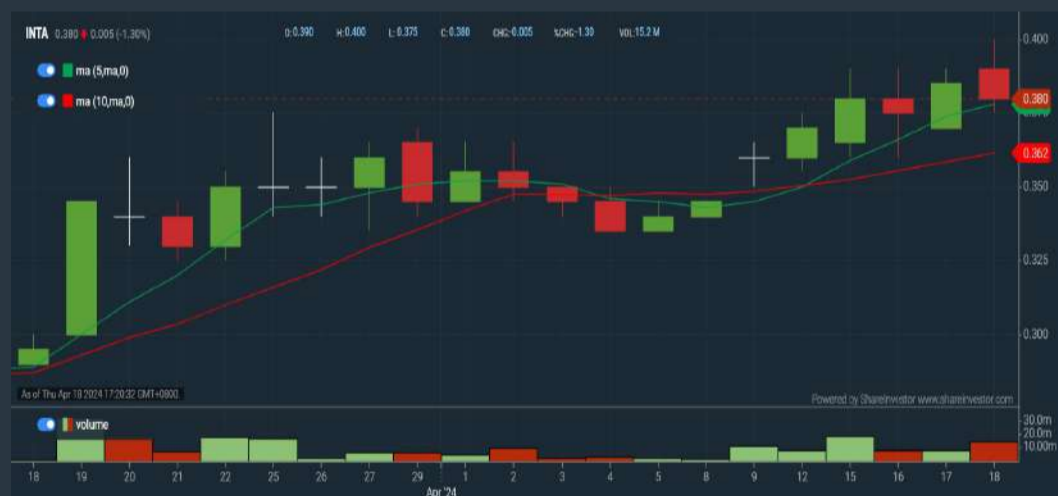 INTA 0.380 0.005 (-1.30%) O:0.390 H:0.400 L:0.375 C:0.380 CHG:-0.005 %CHG:-1.30 VOL:15.2 M
ma (5,ma,0)
ma (10,ma,0)
0.400
0.380
0.362
0.350
0.325
0.300
As of Thu Apr 18 2024 17:20:32 GMT+0800.
Powered by ShareInvestor www.shareinvestor.com
volume
30.0m
20.0m
10.00m
18 19 20 21 22 25 26 27 29 1 2 3 4 5 8 9 12 15 16 17 18
Apr '24